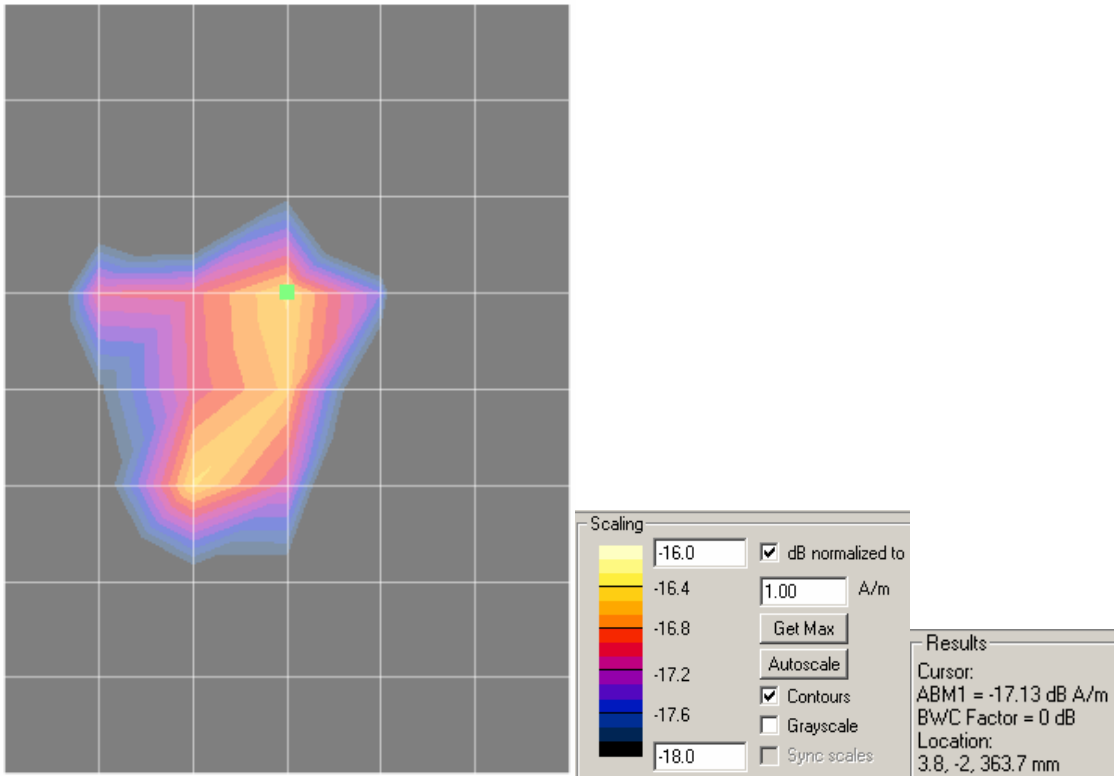 Scaling
-16.0
dB normalized to
-16.4
1.00
A/m
-16.8
Get Max
Autoscale
-17.2
Contours
-17.6
Grayscale
-18.0
Sync scales
Results
Cursor:
ABM1 = -17.13 dB A/m
BWC Factor = 0 dB
Location:
3.8, -2, 363.7 mm